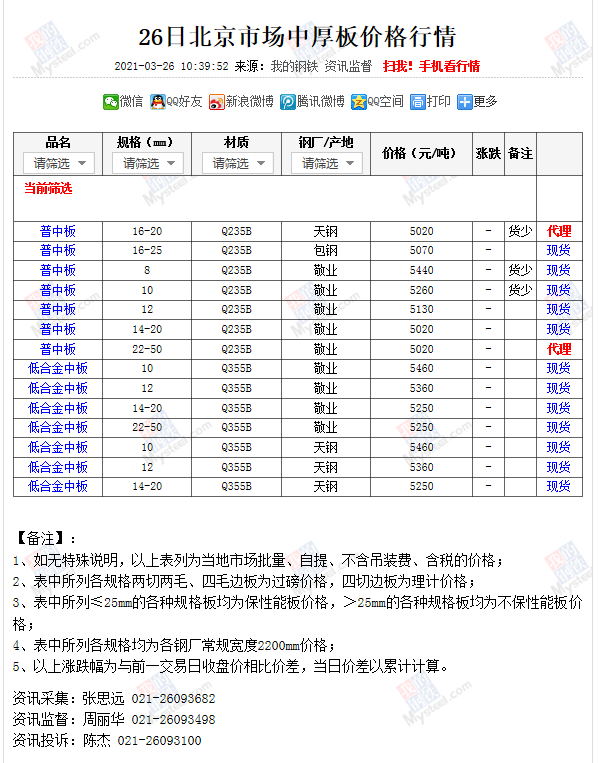 26日北京市场中厚板价格行情
2021-03-26 10:39:52 来源：我的钢铁 资讯监督 扫我！手机看行情
微信 QQ好友 新浪微博 腾讯微博 QQ空间 打印 更多
品名 规格（mm） 材质 钢厂/产地 价格（元/吨） 涨跌 备注
请筛选 请筛选 请筛选 请筛选
当前筛选
普中板 16-20 Q235B 天钢 5020 - 货少 代理
普中板 16-25 Q235B 包钢 5070 - 现货
普中板 8 Q235B 敬业 5440 - 货少 现货
普中板 10 Q235B 敬业 5260 - 货少 现货
普中板 12 Q235B 敬业 5130 - 现货
普中板 14-20 Q235B 敬业 5020 - 现货
普中板 22-50 Q235B 敬业 5020 - 代理
低合金中板 10 Q355B 敬业 5460 - 现货
低合金中板 12 Q355B 敬业 5360 - 现货
低合金中板 14-20 Q355B 敬业 5250 - 现货
低合金中板 22-50 Q355B 敬业 5250 - 现货
低合金中板 10 Q355B 天钢 5460 - 现货
低合金中板 12 Q355B 天钢 5360 - 现货
低合金中板 14-20 Q355B 天钢 5250 - 现货
【备注】：
1、如无特殊说明，以上表列为当地市场批量、自提、不含吊装费、含税的价格；
2、表中所列各规格两切两毛、四毛边板为过磅价格，四切边板为理计价格；
3、表中所列≤25mm的各种规格板均为保性能板价格，＞25mm的各种规格板均为不保性能板价
格；
4、表中所列各规格均为各钢厂常规宽度2200mm价格；
5、以上涨跌幅为与前一交易日收盘价相比价差，当日价差以累计计算。
资讯采集：张思远 021-26093682
资讯监督：周丽华 021-26093498
资讯投诉：陈杰 021-26093100